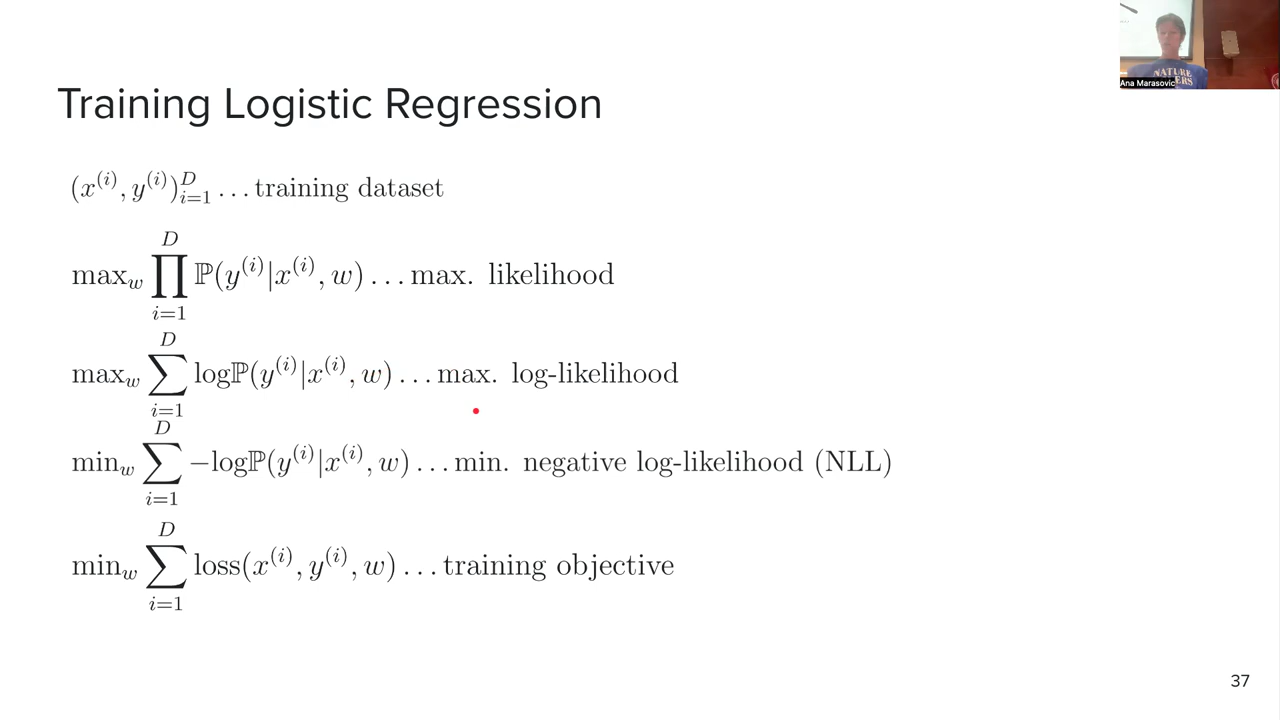 Training Logistic Regression
(x^{(i)}, y^{(i)})_{i=1}^{D} … training dataset
max_w ∏_{i=1}^{D} ℙ(y^{(i)}|x^{(i)}, w) … max. likelihood
max_w ∑_{i=1}^{D} logℙ(y^{(i)}|x^{(i)}, w) … max. log-likelihood
min_w ∑_{i=1}^{D} −logℙ(y^{(i)}|x^{(i)}, w) … min. negative log-likelihood (NLL)
min_w ∑_{i=1}^{D} loss(x^{(i)}, y^{(i)}, w) … training objective
37
NATURE
Ana Marasovic